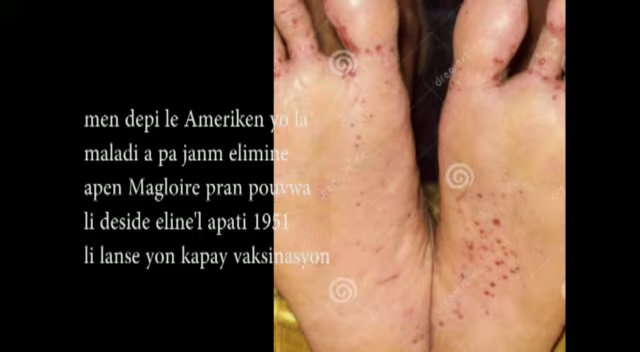 men depi le Ameriken yo la
maladi a pa janm elimine
apen Magloire pran pouvwa
li deside eline'l apati 1951
li lanse yon kapay vaksinasyon